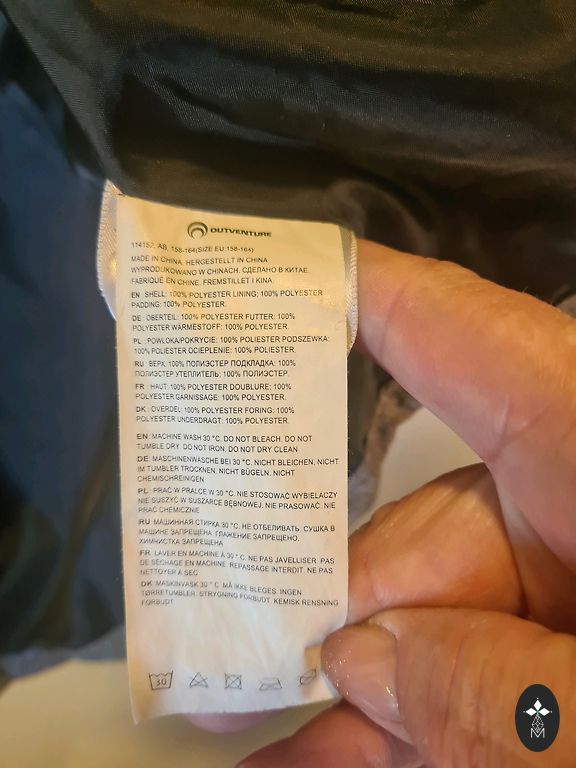 OUTVENTURE
114152, AB, 158-164(SIZE EU:158-164)
MADE IN CHINA. HERGESTELLT IN CHINA.
WYPRODUKOWANO W CHINACH. СДЕЛАНО В КИТАЕ.
FABRIQUÉ EN CHINE. FREMSTILLET I KINA.
EN: SHELL: 100% POLYESTER LINING: 100% POLYESTER
PADDING: 100% POLYESTER.
DE: OBERTEIL: 100% POLYESTER FUTTER: 100%
POLYESTER WÄRMESTOFF: 100% POLYESTER.
PL: POWŁOKA/POKRYCIE: 100% POLIESTER PODSZEWKA:
100% POLIESTER OCIEPLENIE: 100% POLIESTER.
RU: ВЕРХ: 100% ПОЛИЭСТЕР ПОДКЛАДКА: 100%
ПОЛИЭСТЕР УТЕПЛИТЕЛЬ: 100% ПОЛИЭСТЕР.
FR: HAUT: 100% POLYESTER DOUBLURE: 100%
POLYESTER GARNISSAGE: 100% POLYESTER.
DK: OVERDEL: 100% POLYESTER FORING: 100%
POLYESTER UNDERDRAGT: 100% POLYESTER.
EN: MACHINE WASH 30 °C. DO NOT BLEACH. DO NOT
TUMBLE DRY. DO NOT IRON. DO NOT DRY CLEAN
DE: MASCHINENWÄSCHE BEI 30 °C. NICHT BLEICHEN. NICHT
IM TUMBLER TROCKNEN. NICHT BÜGELN. NICHT
CHEMISCHREINIGEN
PL: PRAĆ W PRALCE W 30 °C. NIE STOSOWAĆ WYBIELACZY
NIE SUSZYĆ W SUSZARCE BĘBNOWEJ. NIE PRASOWAĆ. NIE
PRAĆ CHEMICZNIE
RU: МАШИННАЯ СТИРКА 30 °C. НЕ ОТБЕЛИВАТЬ. СУШКА В
МАШИНЕ ЗАПРЕЩЕНА. ГЛАЖЕНИЕ ЗАПРЕЩЕНО.
ХИМЧИСТКА ЗАПРЕЩЕНА
FR: LAVER EN MACHINE À 30 °C. NE PAS JAVELLISER. PAS
DE SÉCHAGE EN MACHINE. REPASSAGE INTERDIT. NE PAS
NETTOYER À SEC
DK: MASKINVASK 30 °C. MÅ IKKE BLEGES. INGEN
TØRRETUMBLER. STRYGNING FORBUDT. KEMISK RENSNING
FORBUDT
30
M